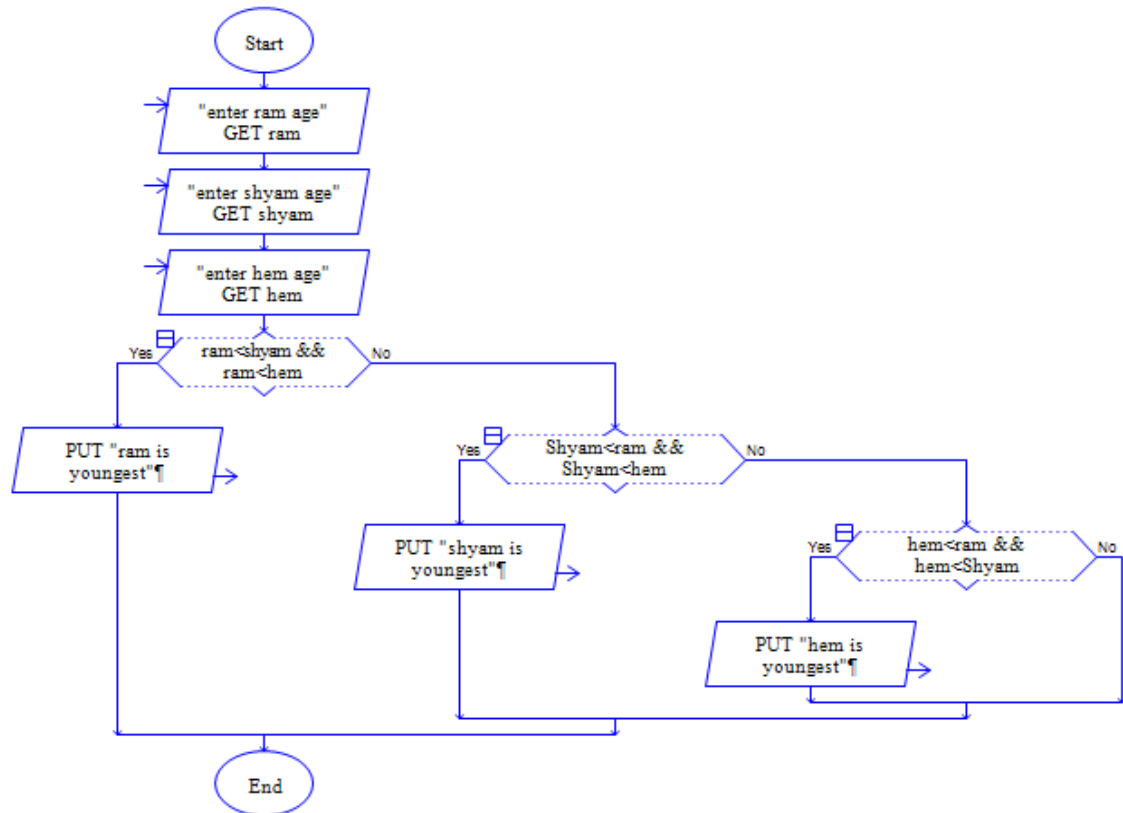 Start
"enter ram age"
GET ram
"enter shyam age"
GET shyam
"enter hem age"
GET hem
Yes
ram<shyam &&
ram<hem
No
PUT "ram is
youngest"¶
Yes
Shyam<ram &&
Shyam<hem
No
PUT "shyam is
youngest"¶
Yes
hem<ram &&
hem<Shyam
No
PUT "hem is
youngest"¶
End